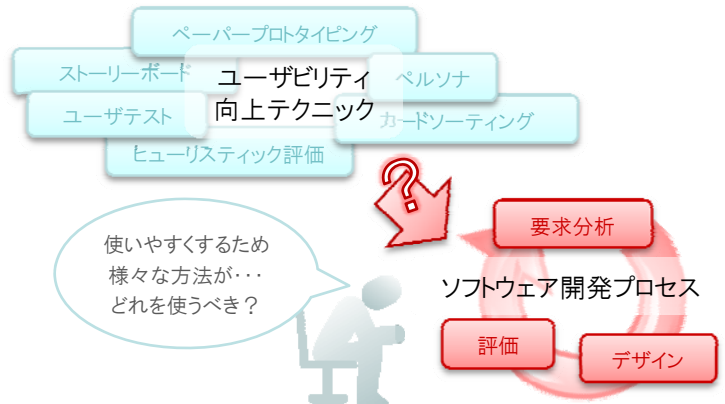 ペーパープロトタイピング
ストーリーボード
ユーザビリティ
向上テクニック
ペルソナ
ユーザテスト
カードソーティング
ヒューリスティック評価
?
使いやすくするため
様々な方法が・・・
どれを使うべき？
要求分析
ソフトウェア開発プロセス
評価
デザイン